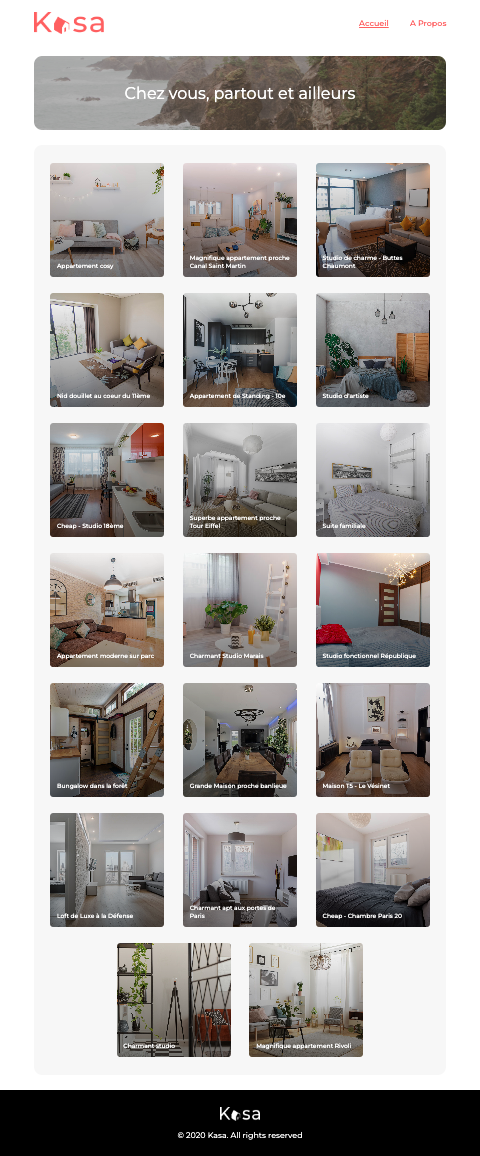 Kasa
Accueil A Propos
Chez vous, partout et ailleurs
Appartement cosy
Magnifique appartement proche
Canal Saint Martin
Studio de charme - Buttes
Chaumont
Nid douillet au coeur du 11ème
Appartement de Standing - 10e
Studio d'artiste
Cheap - Studio 18ème
Superbe appartement proche
Tour Eiffel
Suite familiale
Appartement moderne sur parc
Charmant Studio Marais
Studio fonctionnel République
Bungalow dans la forêt
Grande Maison proche banlieue
Maison T5 - Le Vésinet
Loft de Luxe à la Défense
Charmant apt aux portes de
Paris
Cheap - Chambre Paris 20
Charmant studio
Magnifique appartement Rivoli
Kasa
© 2020 Kasa. All rights reserved